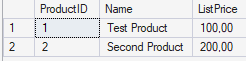 ProductID Name ListPrice
1 1 Test Product 100,00
2 2 Second Product 200,00